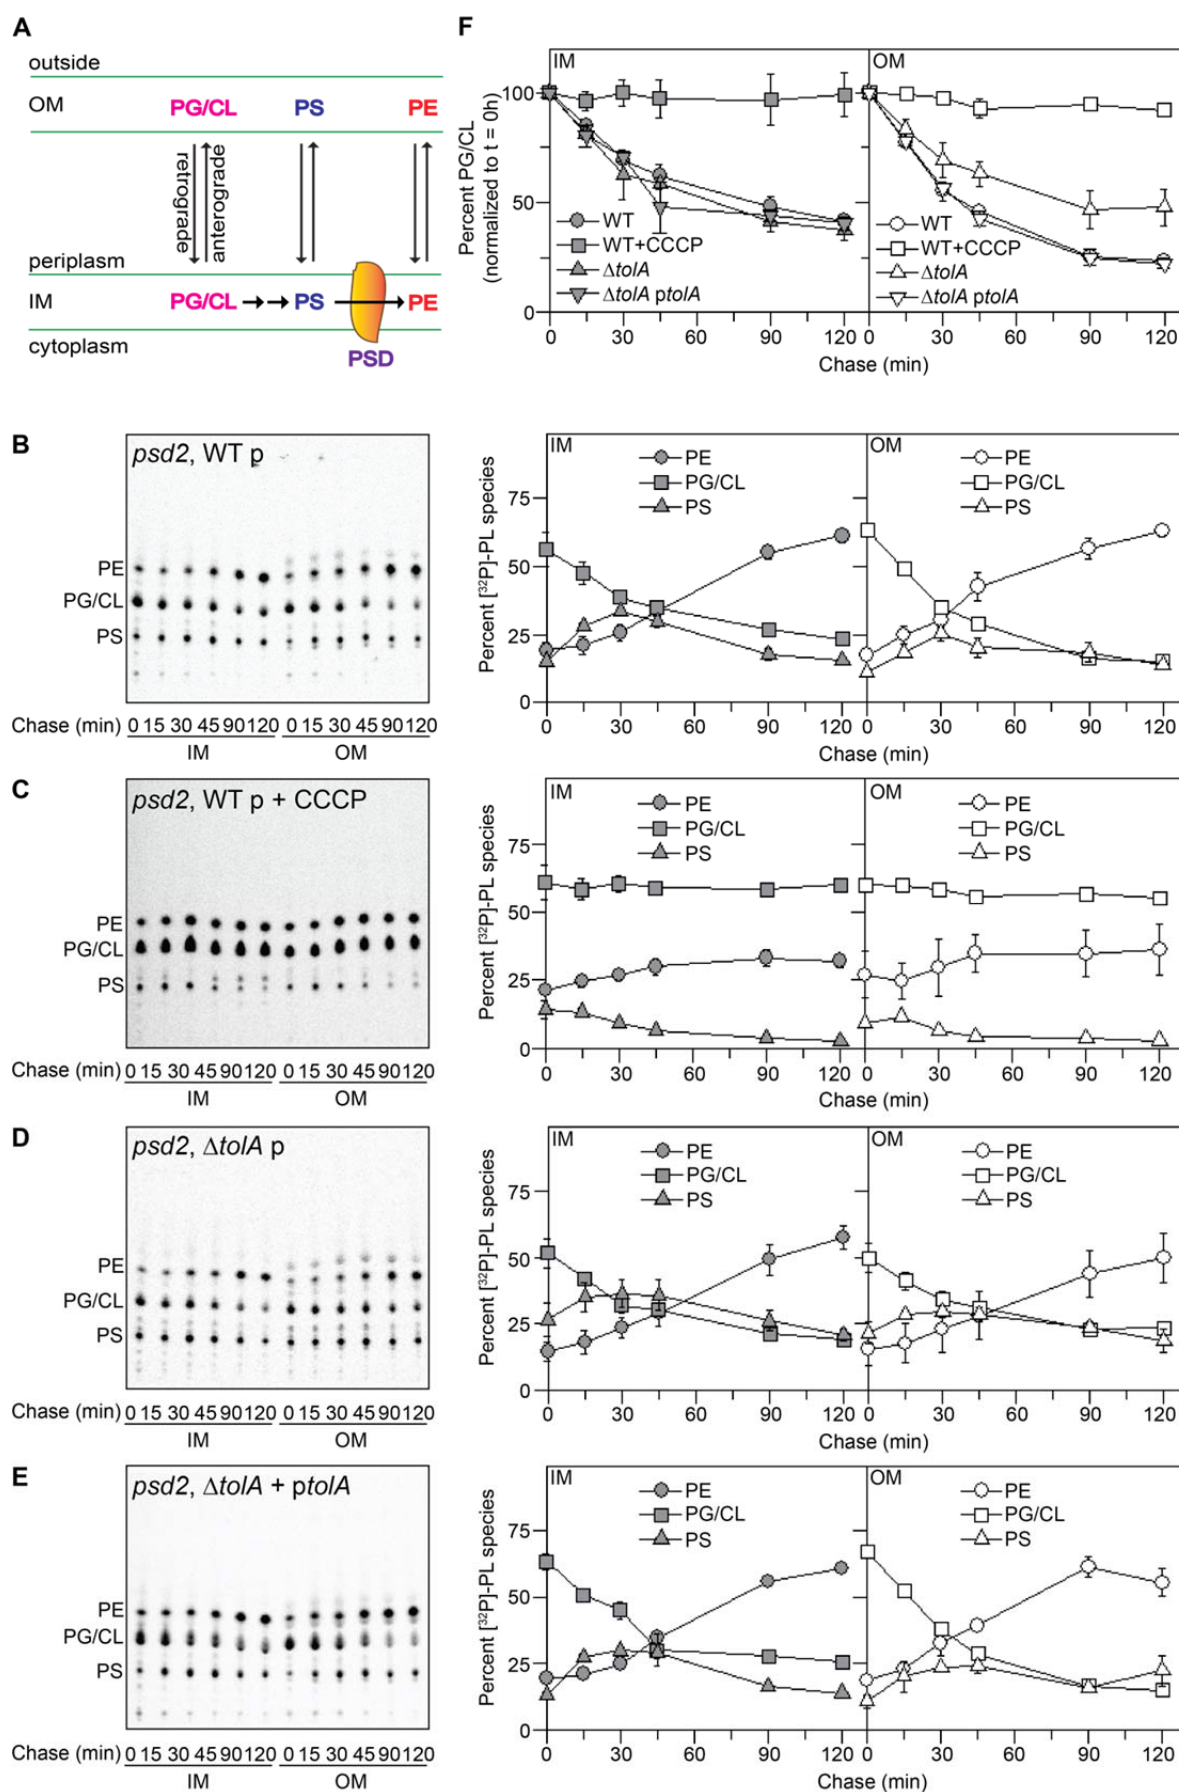 A
outside
OM PG/CL PS PE
retrograde
anterograde
periplasm
IM PG/CL PS PE
cytoplasm
PSD
F
IM OM
Percent PG/CL
(normalized to t = 0h)
100
50
0
WT
WT+CCCP
ΔtolA
ΔtolA ptolA
WT
WT+CCCP
ΔtolA
ΔtolA ptolA
0 30 60 90 120 0 30 60 90 120
Chase (min)
B
psd2, WT p
PE
PG/CL
PS
Chase (min) 0 15 30 45 90 120 0 15 30 45 90 120
IM OM
IM OM
Percent [³²P]-PL species
75
50
25
0
PE
PG/CL
PS
PE
PG/CL
PS
0 30 60 90 120 0 30 60 90 120
Chase (min)
C
psd2, WT p + CCCP
PE
PG/CL
PS
Chase (min) 0 15 30 45 90 120 0 15 30 45 90 120
IM OM
IM OM
Percent [³²P]-PL species
75
50
25
0
PE
PG/CL
PS
PE
PG/CL
PS
0 30 60 90 120 0 30 60 90 120
Chase (min)
D
psd2, ΔtolA p
PE
PG/CL
PS
Chase (min) 0 15 30 45 90 120 0 15 30 45 90 120
IM OM
IM OM
Percent [³²P]-PL species
75
50
25
0
PE
PG/CL
PS
PE
PG/CL
PS
0 30 60 90 120 0 30 60 90 120
Chase (min)
E
psd2, ΔtolA + ptolA
PE
PG/CL
PS
Chase (min) 0 15 30 45 90 120 0 15 30 45 90 120
IM OM
IM OM
Percent [³²P]-PL species
75
50
25
0
PE
PG/CL
PS
PE
PG/CL
PS
0 30 60 90 120 0 30 60 90 120
Chase (min)